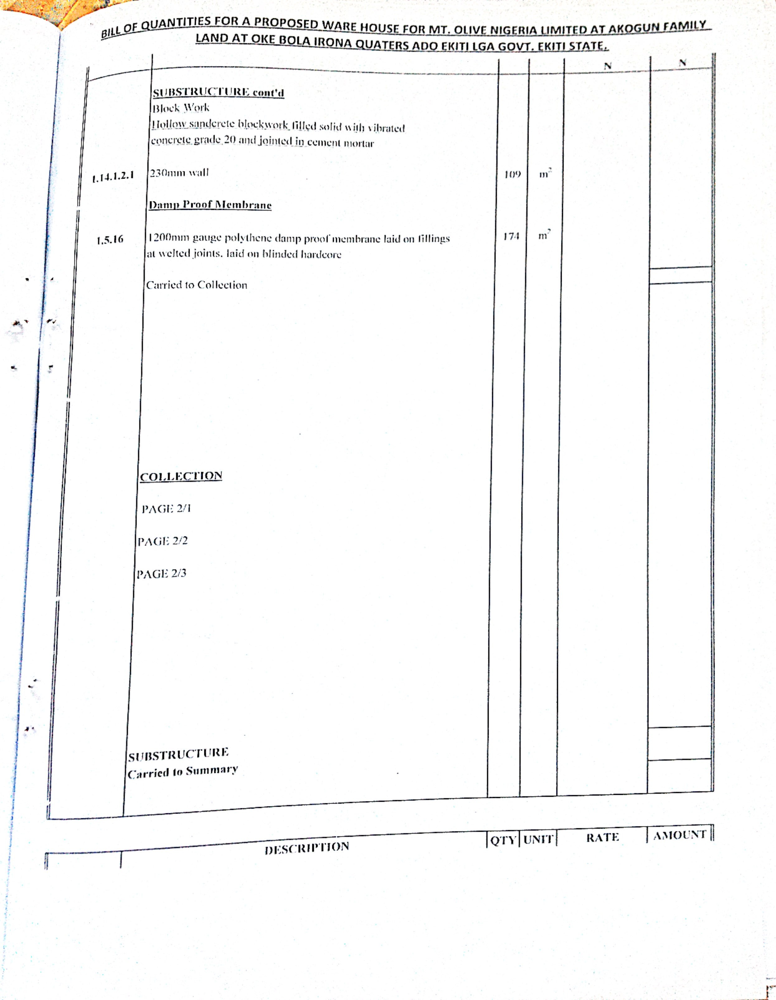 BILL OF QUANTITIES FOR A PROPOSED WARE HOUSE FOR MT. OLIVE NIGERIA LIMITED AT AKOGUN FAMILY
LAND AT OKE BOLA IRONA QUATERS ADO EKITI LGA GOVT. EKITI STATE.
N N
SUBSTRUCTURE cont'd
Block Work
Hollow sandcrete blockwork filled solid with vibrated
concrete grade 20 and jointed in cement mortar
1.14.1.2.1 230mm wall 109 m²
Damp Proof Membrane
1.5.16 1200mm gauge polythene damp proof membrane laid on fillings 174 m²
at welted joints. laid on blinded hardcore
Carried to Collection
COLLECTION
PAGE 2/1
PAGE 2/2
PAGE 2/3
SUBSTRUCTURE
Carried to Summary
DESCRIPTION QTY UNIT RATE AMOUNT